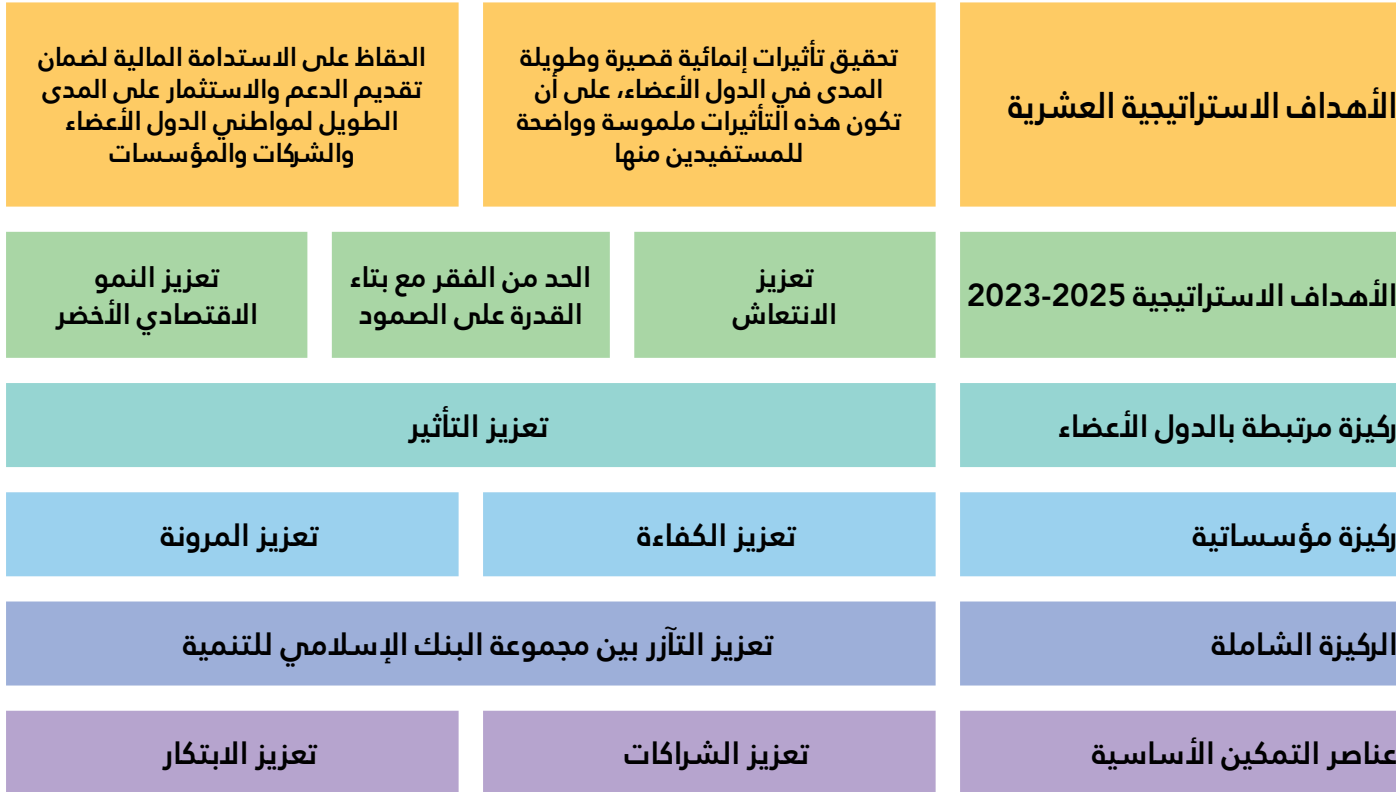 الأهداف الاستراتيجية العشرية
تحقيق تأثيرات إنمائية قصيرة وطويلة
المدى في الدول الأعضاء، على أن
تكون هذه التأثيرات ملموسة وواضحة
للمستفيدين منها
الحقاظ على الاستدامة المالية لضمان
تقديم الدعم والاستثمار على المدى
الطويل لمواطني الدول الأعضاء
والشركات والمؤسسات
الأهداف الاستراتيجية 2023-2025
تعزيز
الانتعاش
الحد من الفقر مع بتاء
القدرة على الصمود
تعزيز النمو
الاقتصادي الأخضر
ركيزة مرتبطة بالدول الأعضاء
تعزيز التأثير
ركيزة مؤسساتية
تعزيز الكفاءة
تعزيز المرونة
الركيزة الشاملة
تعزيز التآزر بين مجموعة البنك الإسلامي للتنمية
عناصر التمكين الأساسية
تعزيز الشراكات
تعزيز الابتكار